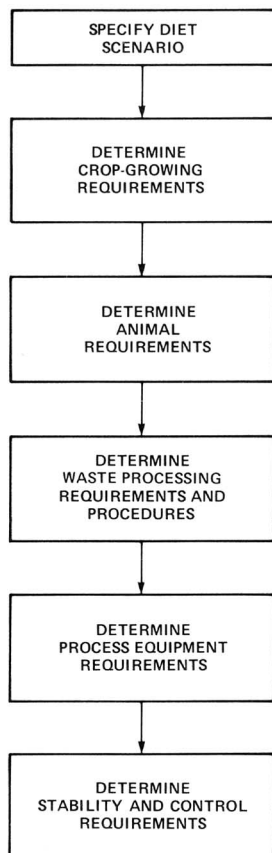 SPECIFY DIET
SCENARIO
DETERMINE
CROP-GROWING
REQUIREMENTS
DETERMINE
ANIMAL
REQUIREMENTS
DETERMINE
WASTE PROCESSING
REQUIREMENTS AND
PROCEDURES
DETERMINE
PROCESS EQUIPMENT
REQUIREMENTS
DETERMINE
STABILITY AND CONTROL
REQUIREMENTS